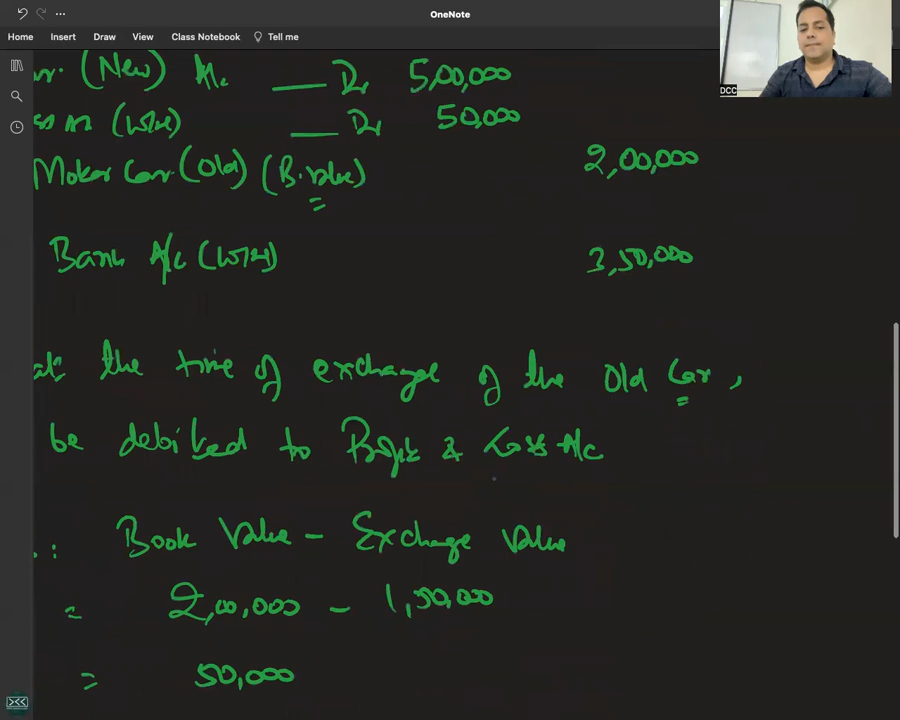 OneNote
Home Insert Draw View Class Notebook Tell me
DCC
(New) A/c — Dr 5,00,000
— Dr 50,000
Motor Car (Old) (B. Value) 2,00,000
Bank A/c 3,50,000
the time of exchange of the Old Car,
be debited to Profit & Loss A/c
: Book Value - Exchange Value
= 2,00,000 - 1,50,000
= 50,000